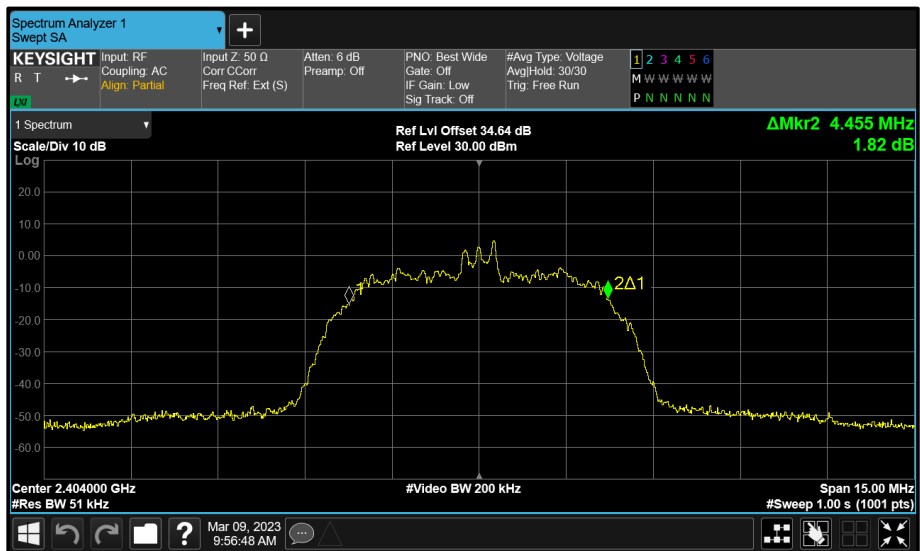 Spectrum Analyzer 1
Swept SA
+
KEYSIGHT
R T
LXI
Input: RF
Coupling: AC
Align: Partial
Input Z: 50 Ω
Corr CCorr
Freq Ref: Ext (S)
Atten: 6 dB
Preamp: Off
PNO: Best Wide
Gate: Off
IF Gain: Low
Sig Track: Off
#Avg Type: Voltage
Avg|Hold: 30/30
Trig: Free Run
1 2 3 4 5 6
M W W W W W
P N N N N N
1 Spectrum
Scale/Div 10 dB
Log
Ref Lvl Offset 34.64 dB
Ref Level 30.00 dBm
ΔMkr2 4.455 MHz
1.82 dB
20.0
10.0
0.00
-10.0
-20.0
-30.0
-40.0
-50.0
-60.0
1
2Δ1
Center 2.404000 GHz
#Res BW 51 kHz
#Video BW 200 kHz
Span 15.00 MHz
#Sweep 1.00 s (1001 pts)
?
Mar 09, 2023
9:56:48 AM